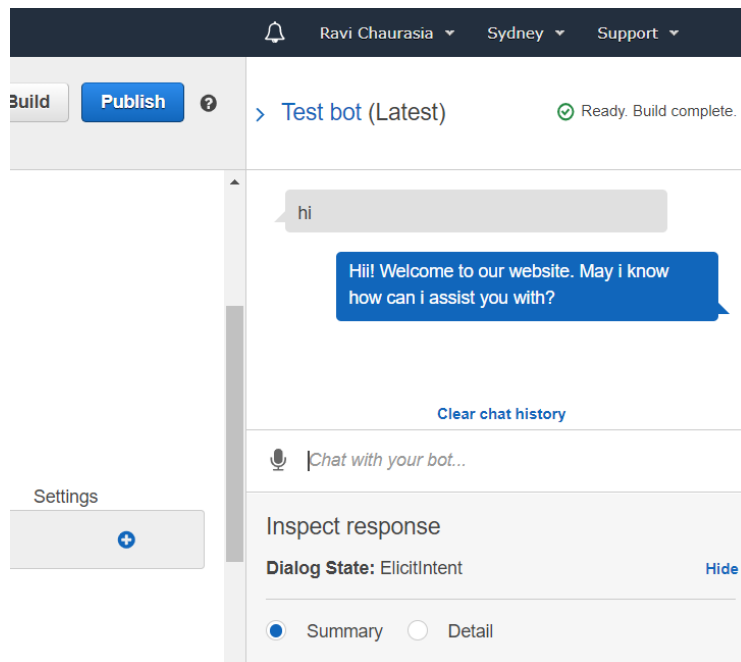 Ravi Chaurasia Sydney Support
Build Publish
Test bot (Latest) Ready. Build complete.
hi
Hii! Welcome to our website. May i know
how can i assist you with?
Clear chat history
Chat with your bot...
Settings
Inspect response
Dialog State: ElicitIntent Hide
Summary Detail